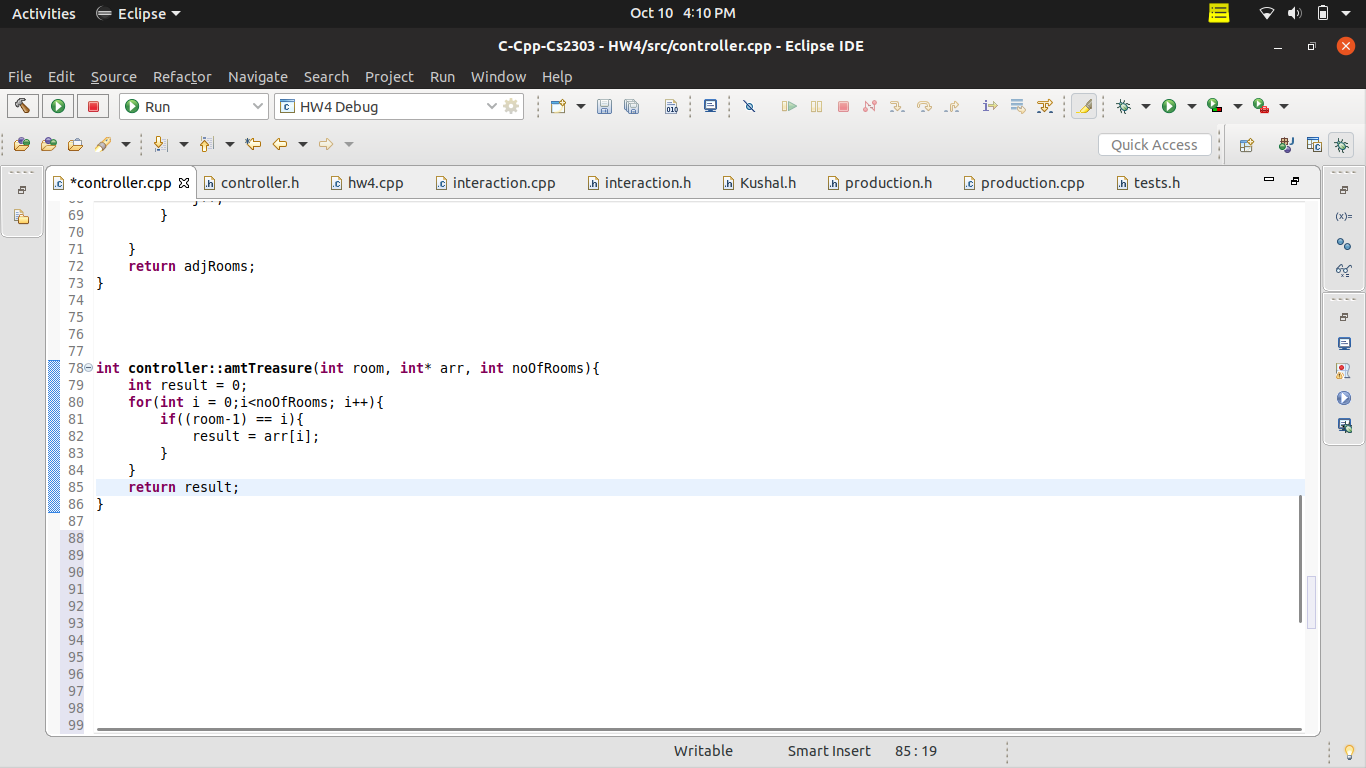 Activities Eclipse Oct 10 4:10 PM
C-Cpp-Cs2303 - HW4/src/controller.cpp - Eclipse IDE
File Edit Source Refactor Navigate Search Project Run Window Help
Run HW4 Debug
Quick Access
*controller.cpp controller.h hw4.cpp interaction.cpp interaction.h Kushal.h production.h production.cpp tests.h
69 }
70
71 }
72 return adjRooms;
73 }
74
75
76
77
78 int controller::amtTreasure(int room, int* arr, int noOfRooms){
79 int result = 0;
80 for(int i = 0;i<noOfRooms; i++){
81 if((room-1) == i){
82 result = arr[i];
83 }
84 }
85 return result;
86 }
87
88
89
90
91
92
93
94
95
96
97
98
99
Writable Smart Insert 85 : 19